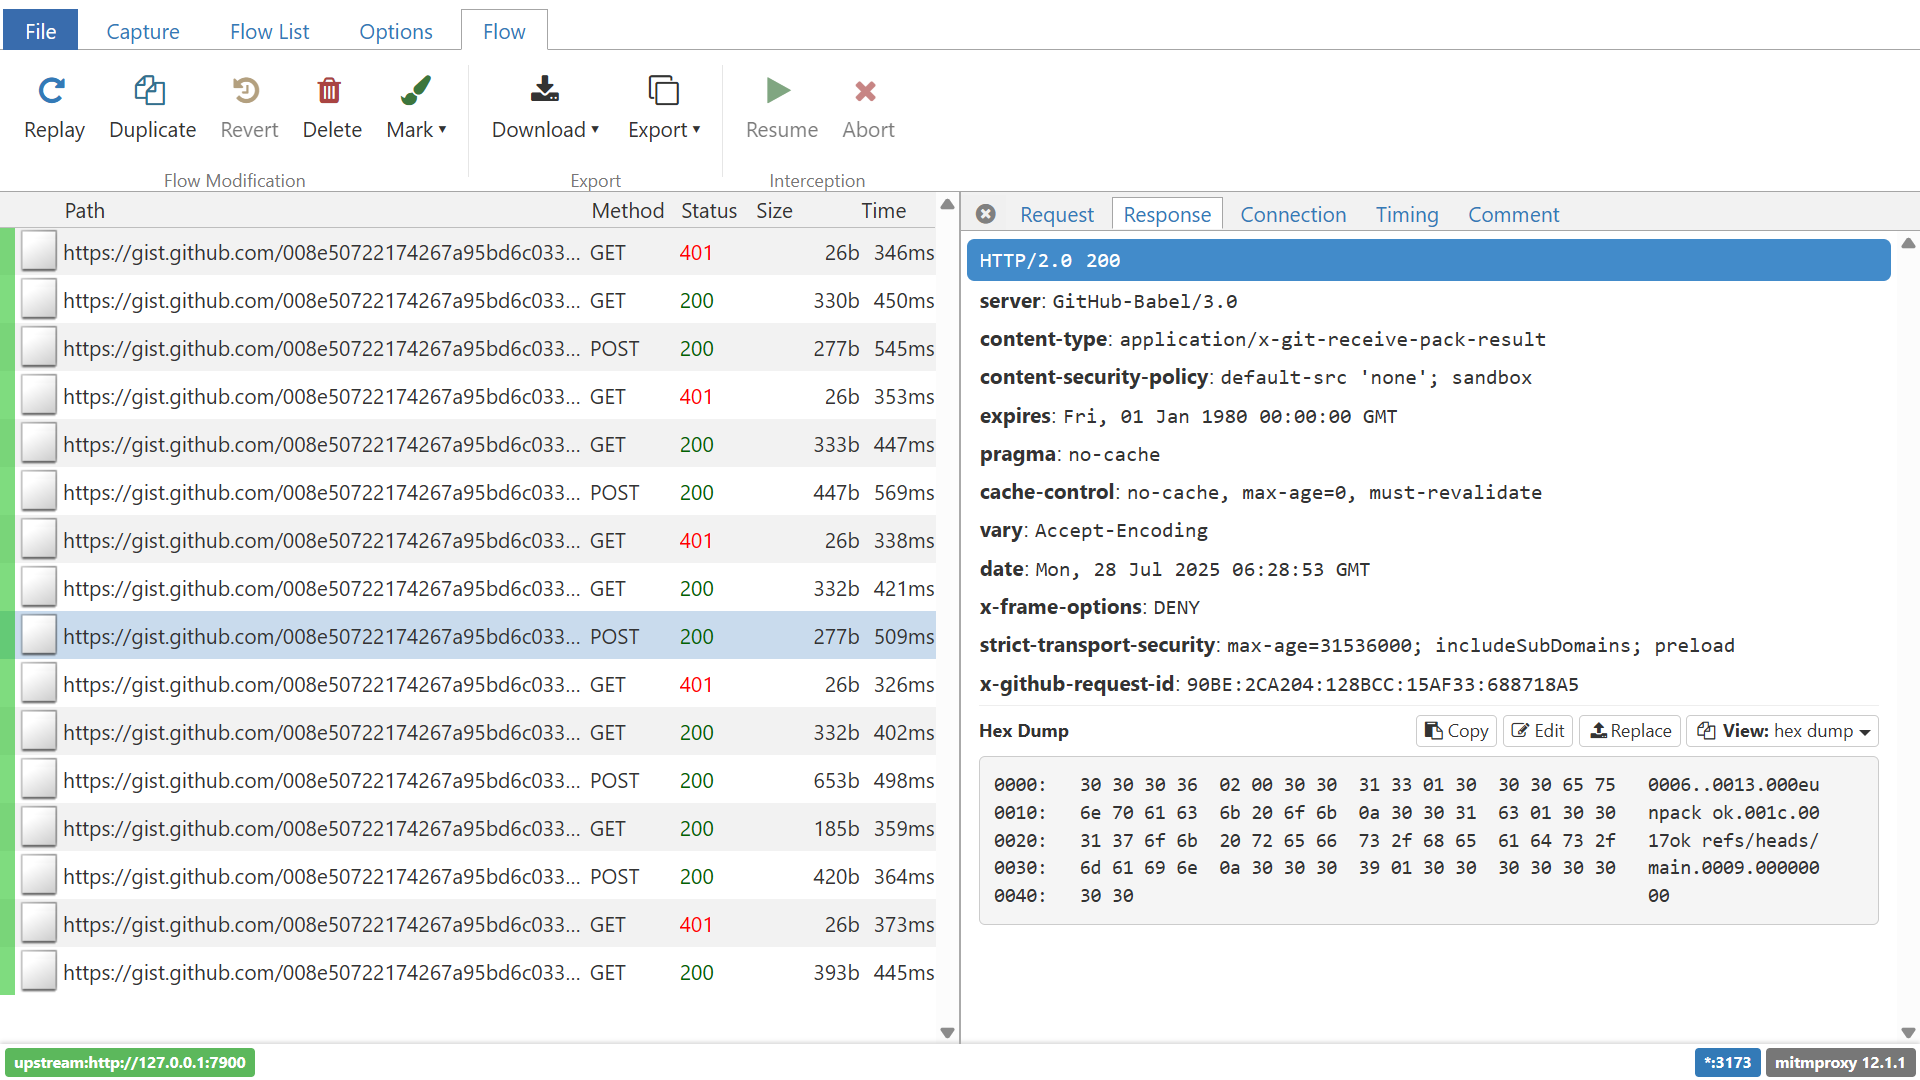 File Capture Flow List Options Flow
Replay Duplicate Revert Delete Mark▾ Download▾ Export▾ Resume Abort
Flow Modification Export Interception
Path Method Status Size Time
https://gist.github.com/008e50722174267a95bd6c033... GET 401 26b 346ms
https://gist.github.com/008e50722174267a95bd6c033... GET 200 330b 450ms
https://gist.github.com/008e50722174267a95bd6c033... POST 200 277b 545ms
https://gist.github.com/008e50722174267a95bd6c033... GET 401 26b 353ms
https://gist.github.com/008e50722174267a95bd6c033... GET 200 333b 447ms
https://gist.github.com/008e50722174267a95bd6c033... POST 200 447b 569ms
https://gist.github.com/008e50722174267a95bd6c033... GET 401 26b 338ms
https://gist.github.com/008e50722174267a95bd6c033... GET 200 332b 421ms
https://gist.github.com/008e50722174267a95bd6c033... POST 200 277b 509ms
https://gist.github.com/008e50722174267a95bd6c033... GET 401 26b 326ms
https://gist.github.com/008e50722174267a95bd6c033... GET 200 332b 402ms
https://gist.github.com/008e50722174267a95bd6c033... POST 200 653b 498ms
https://gist.github.com/008e50722174267a95bd6c033... GET 200 185b 359ms
https://gist.github.com/008e50722174267a95bd6c033... POST 200 420b 364ms
https://gist.github.com/008e50722174267a95bd6c033... GET 401 26b 373ms
https://gist.github.com/008e50722174267a95bd6c033... GET 200 393b 445ms
Request Response Connection Timing Comment
HTTP/2.0 200
server: GitHub-Babel/3.0
content-type: application/x-git-receive-pack-result
content-security-policy: default-src 'none'; sandbox
expires: Fri, 01 Jan 1980 00:00:00 GMT
pragma: no-cache
cache-control: no-cache, max-age=0, must-revalidate
vary: Accept-Encoding
date: Mon, 28 Jul 2025 06:28:53 GMT
x-frame-options: DENY
strict-transport-security: max-age=31536000; includeSubDomains; preload
x-github-request-id: 90BE:2CA204:128BCC:15AF33:688718A5
Hex Dump Copy Edit Replace View: hex dump
0000: 30 30 30 36 02 00 30 30 31 33 01 30 30 30 65 75 0006..0013.000eu
0010: 6e 70 61 63 6b 20 6f 6b 0a 30 30 31 63 01 30 30 npack ok.001c.00
0020: 31 37 6f 6b 20 72 65 66 73 2f 68 65 61 64 73 2f 17ok refs/heads/
0030: 6d 61 69 6e 0a 30 30 30 39 01 30 30 30 30 30 30 main.0009.000000
0040: 30 30 00
upstream:http://127.0.0.1:7900 *:3173 mitmproxy 12.1.1